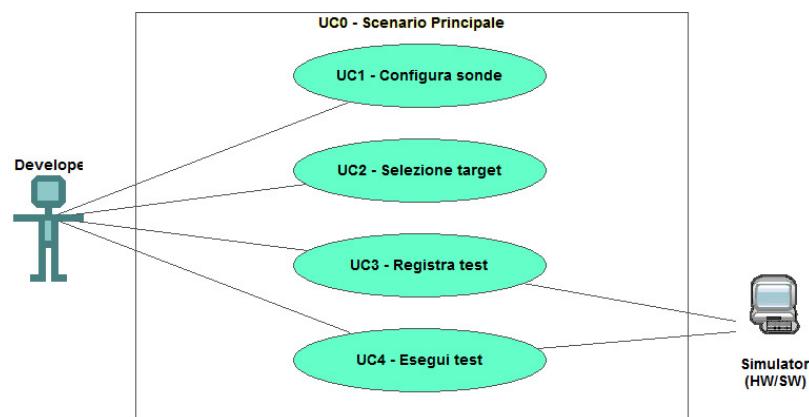 UC0 - Scenario Principale
UC1 - Configura sonde
Develope
UC2 - Selezione target
UC3 - Registra test
UC4 - Esegui test
Simulator
(HW/SW)